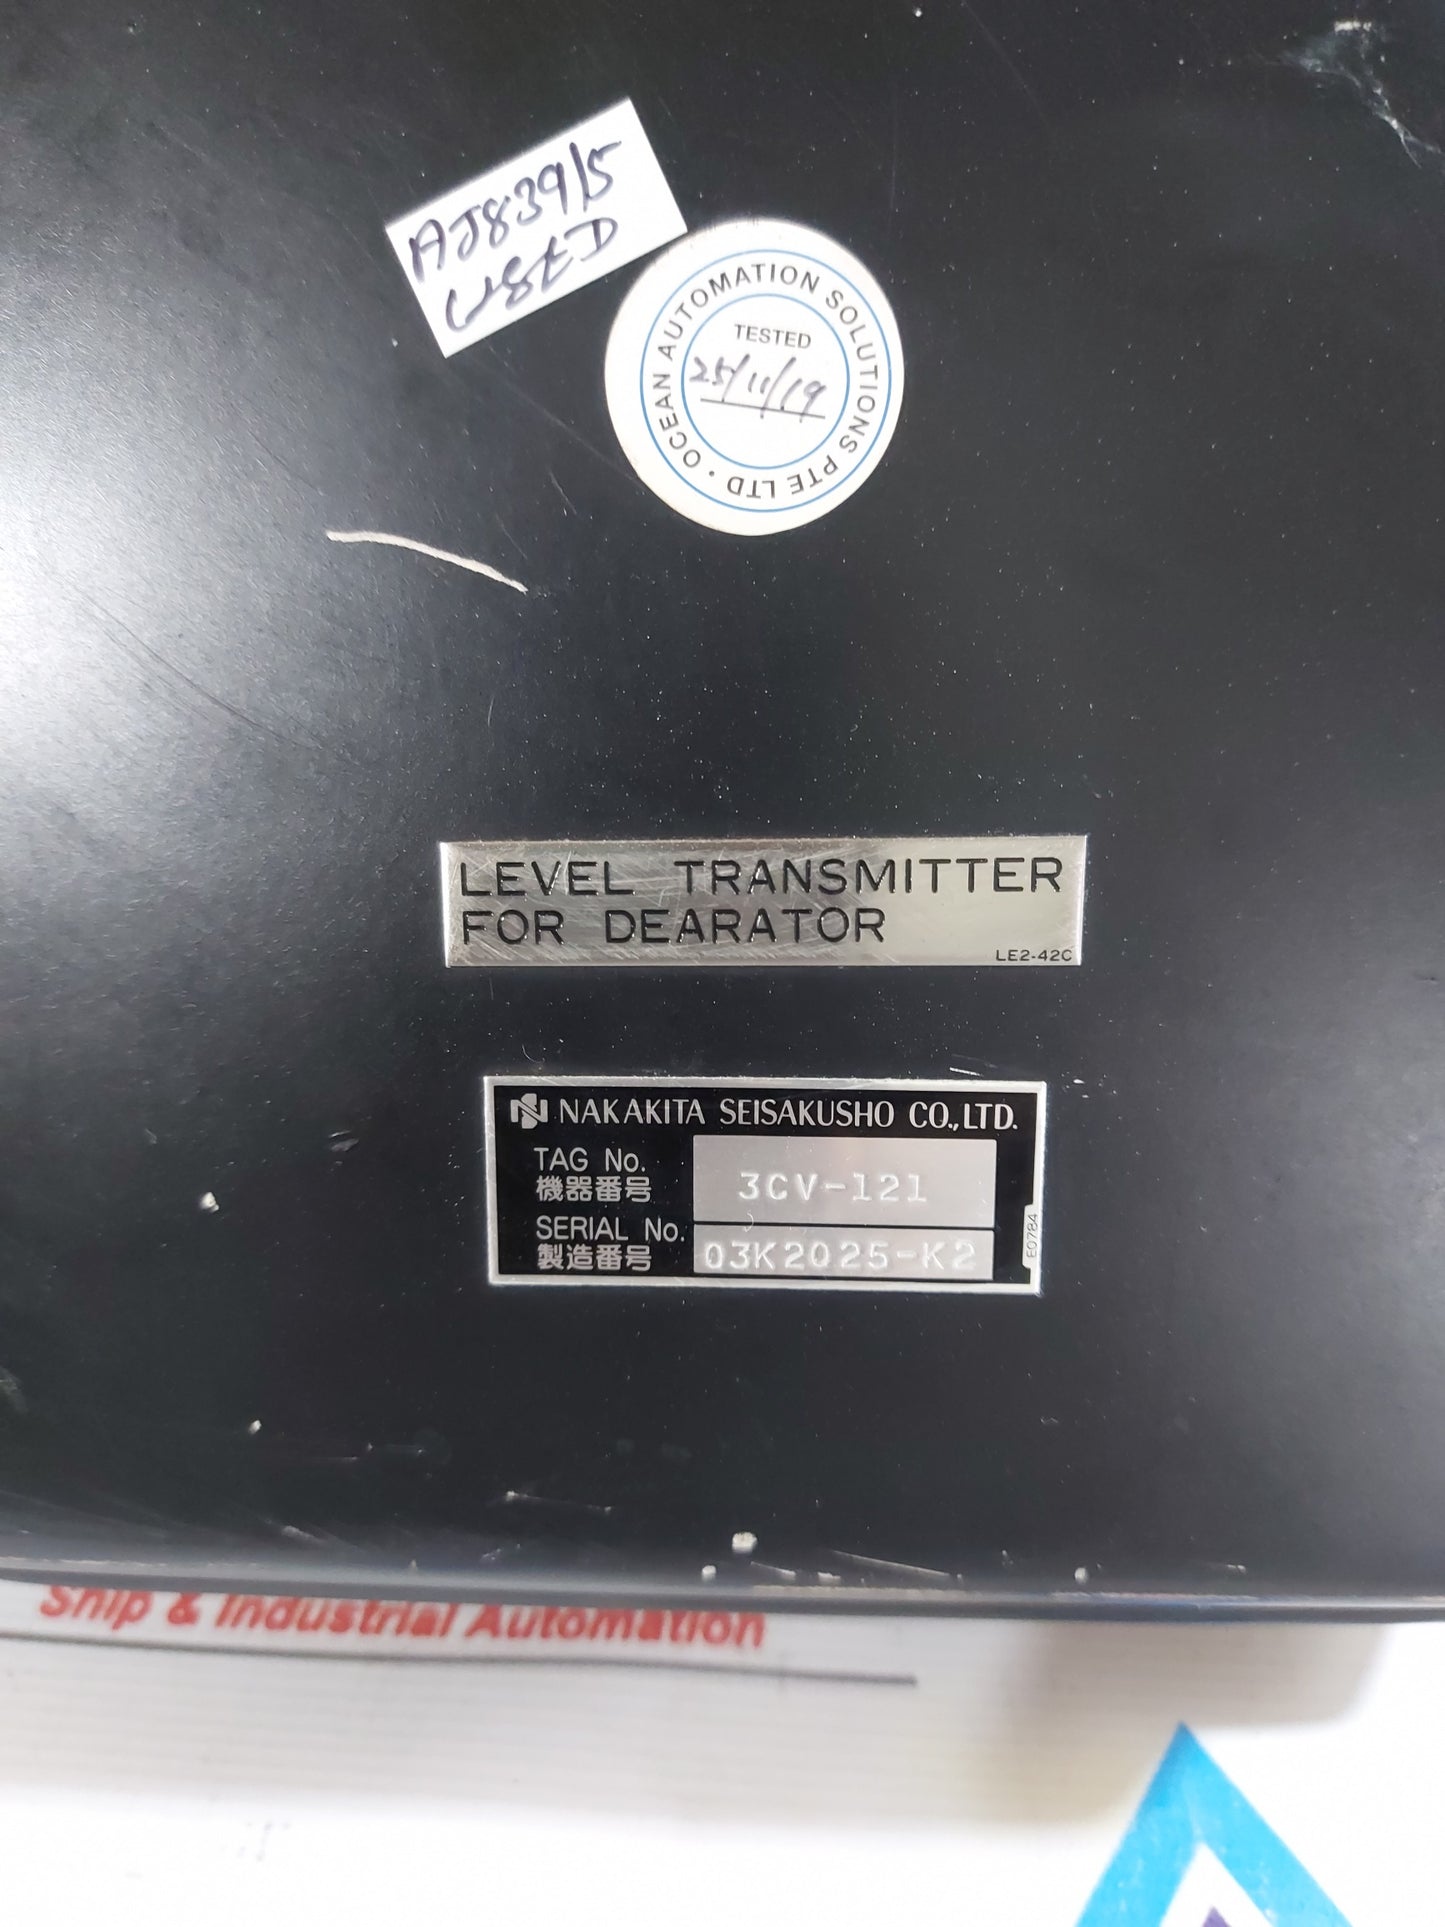 AJ839/5
USED
OCEAN AUTOMATION SOLUTIONS PTE LTD ·
TESTED
25/11/19
LEVEL TRANSMITTER
FOR DEARATOR
LE2-42C
NAKAKITA SEISAKUSHO CO.,LTD.
TAG No.
機器番号
3CV-121
SERIAL No.
製造番号
03K2025-K2
E0784
Ship & Industrial Automation